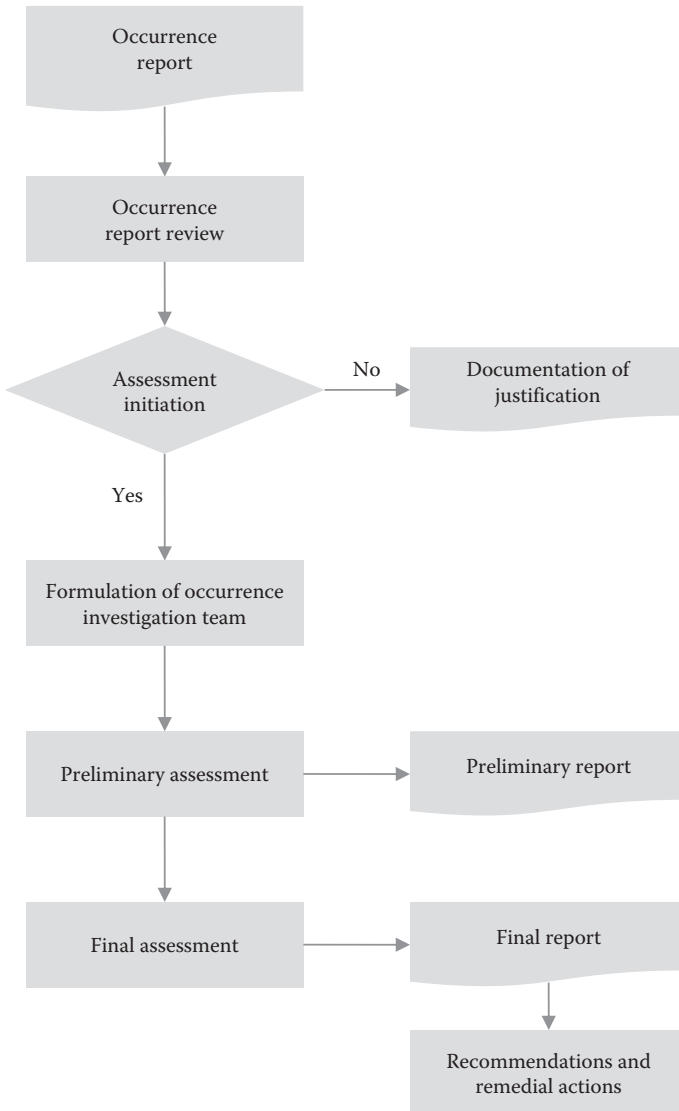 Occurrence
report
Occurrence
report review
Assessment
initiation
No
Documentation of
justification
Yes
Formulation of occurrence
investigation team
Preliminary assessment
Preliminary report
Final assessment
Final report
Recommendations and
remedial actions